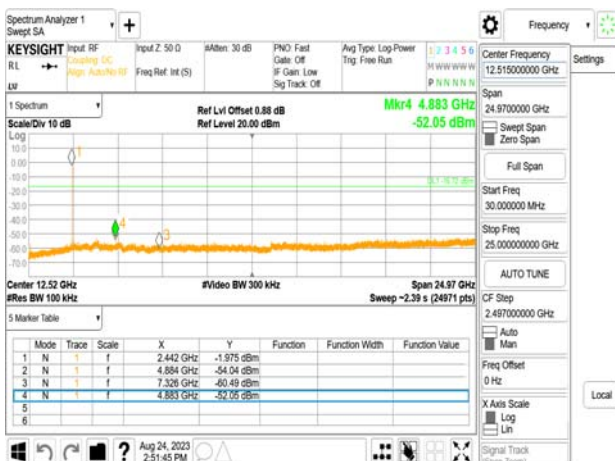 Spectrum Analyzer 1
Swept SA
Frequency
KEYSIGHT
RL
Input: RF
Coupling: DC
Align: Auto/No RF
Input Z: 50 Ω
Freq Ref: Int (S)
#Atten: 30 dB
PNO: Fast
Gate: Off
IF Gain: Low
Sig Track: Off
Avg Type: Log-Power
Trig: Free Run
1 2 3 4 5 6
M W W W W W
P N N N N N
Center Frequency
12.515000000 GHz
Settings
Span
24.9700000 GHz
Swept Span
Zero Span
Full Span
Start Freq
30.000000 MHz
Stop Freq
25.000000000 GHz
AUTO TUNE
CF Step
2.497000000 GHz
Auto
Man
Freq Offset
0 Hz
X Axis Scale
Log
Lin
Signal Track
Local
1 Spectrum
Scale/Div 10 dB
Ref Lvl Offset 0.88 dB
Ref Level 20.00 dBm
Mkr4 4.883 GHz
-52.05 dBm
Log
10.0
0.00
-10.0
-20.0
-30.0
-40.0
-50.0
-60.0
-70.0
1
4
3
Center 12.52 GHz
#Video BW 300 kHz
Span 24.97 GHz
#Res BW 100 kHz
Sweep ~2.39 s (24971 pts)
5 Marker Table
Mode Trace Scale X Y Function Function Width Function Value
1 N 1 f 2.442 GHz -1.975 dBm
2 N 1 f 4.884 GHz -54.04 dBm
3 N 1 f 7.326 GHz -60.49 dBm
4 N 1 f 4.883 GHz -52.05 dBm
5
6
?
Aug 24, 2023
2:51:45 PM